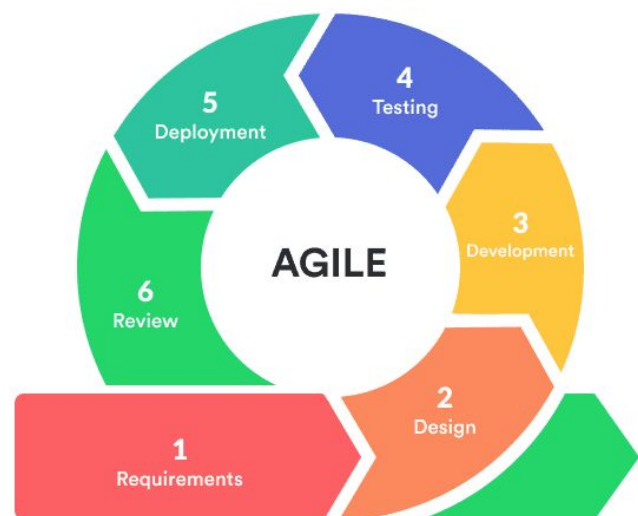 AGILE
1
Requirements
2
Design
3
Development
4
Testing
5
Deployment
6
Review